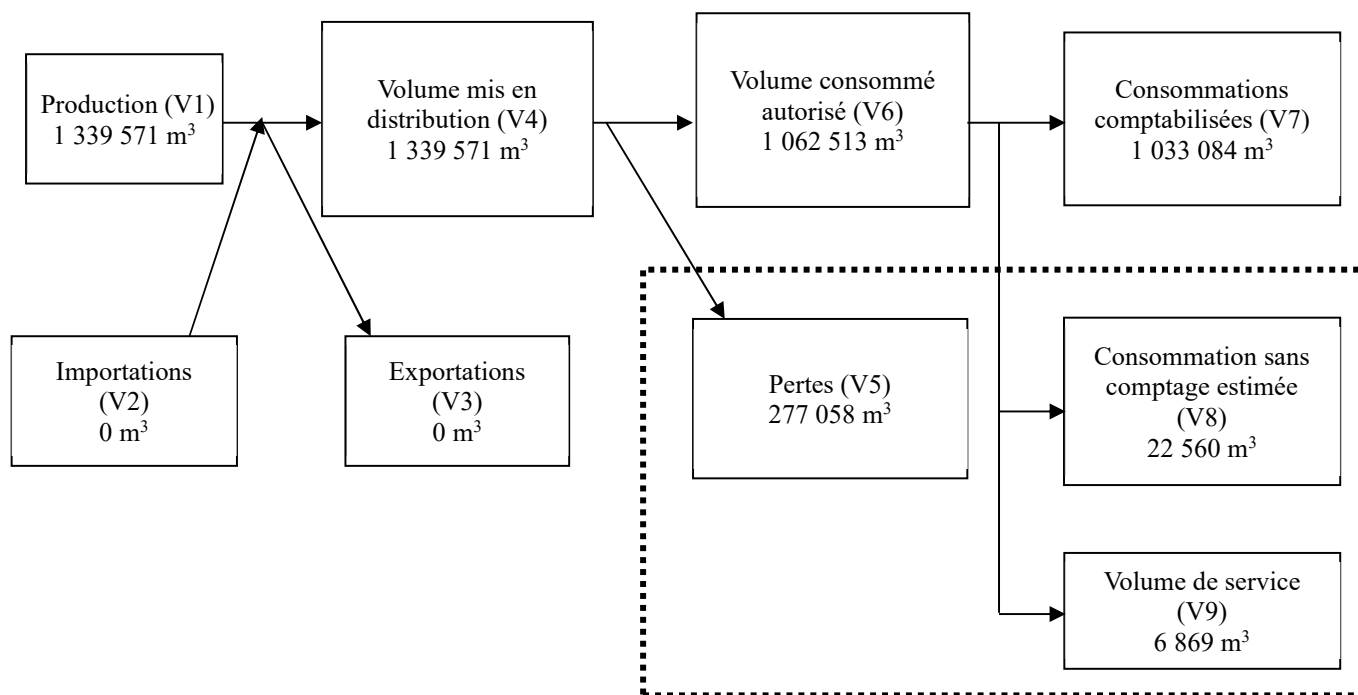 Production (V1)
1 339 571 m³
Volume mis en
distribution (V4)
1 339 571 m³
Volume consommé
autorisé (V6)
1 062 513 m³
Consommations
comptabilisées (V7)
1 033 084 m³
Importations
(V2)
0 m³
Exportations
(V3)
0 m³
Pertes (V5)
277 058 m³
Consommation sans
comptage estimée
(V8)
22 560 m³
Volume de service
(V9)
6 869 m³